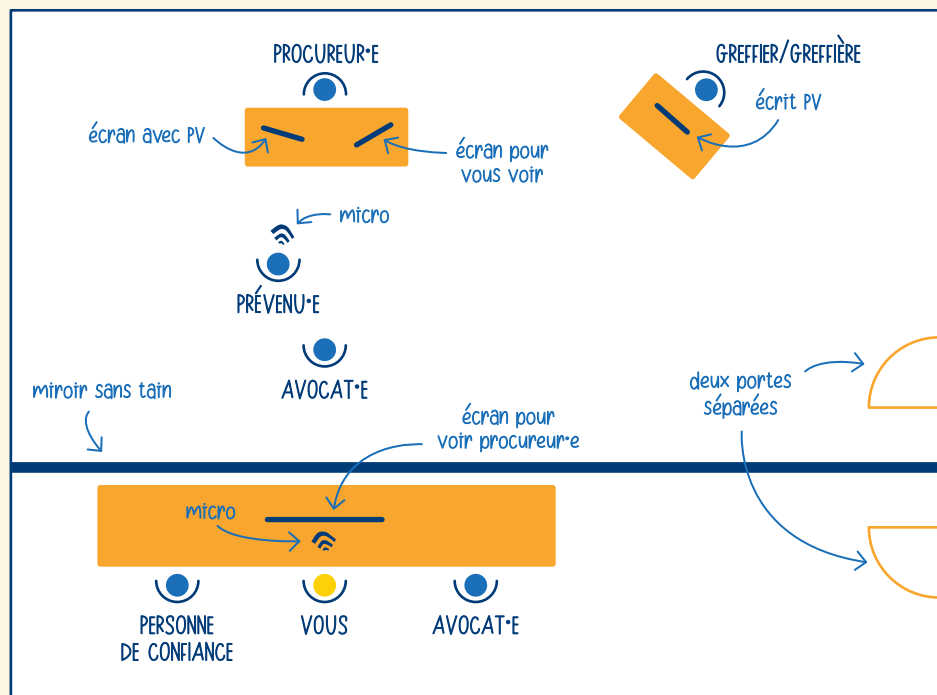 PROCUREUR•E
GREFFIER/GREFFIÈRE
écran avec PV
écran pour
vous voir
écrit PV
micro
PRÉVENU•E
AVOCAT•E
miroir sans tain
écran pour
voir procureur•e
deux portes
séparées
micro
PERSONNE
DE CONFIANCE
VOUS
AVOCAT•E